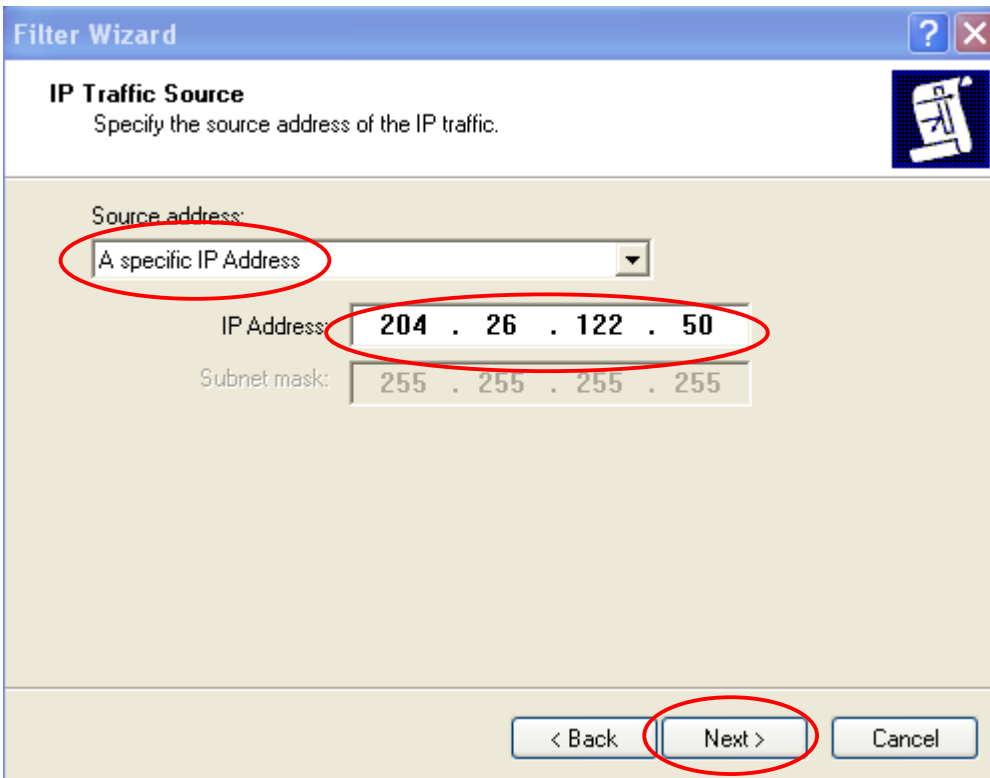 Filter Wizard
?
IP Traffic Source
Specify the source address of the IP traffic.
Source address:
A specific IP Address
IP Address: 204 . 26 . 122 . 50
Subnet mask: 255 . 255 . 255 . 255
< Back Next > Cancel